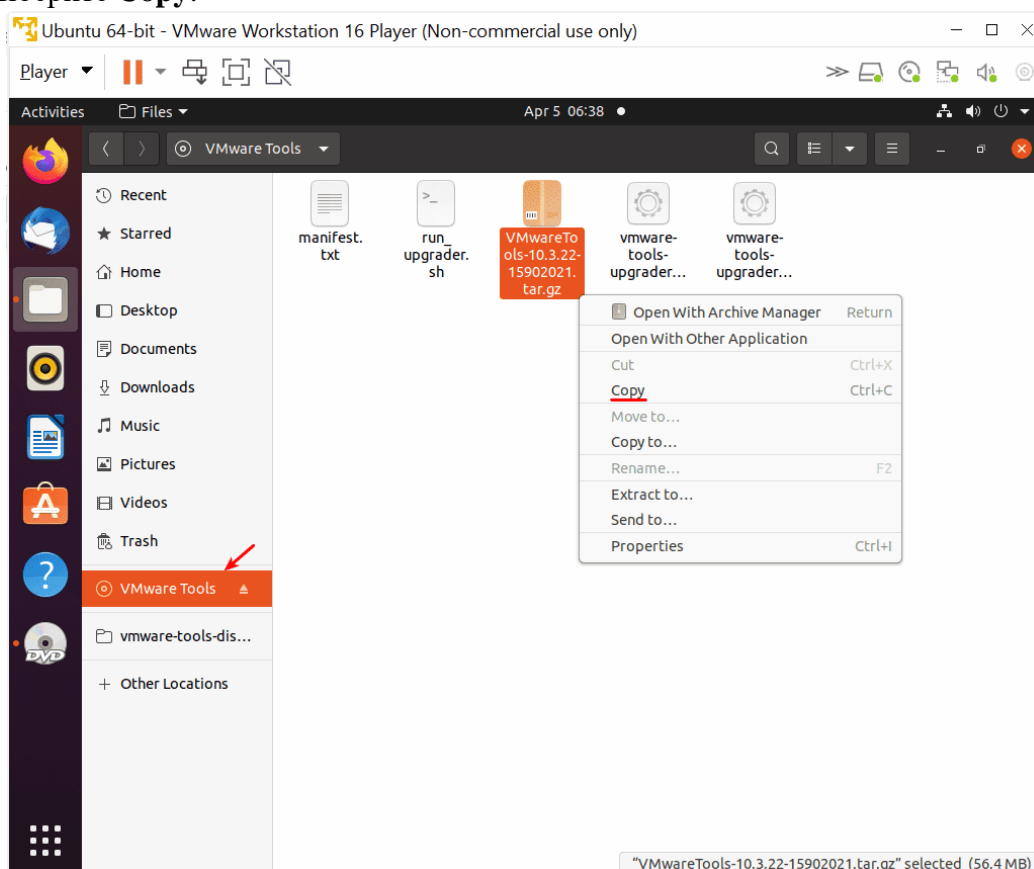 Copy.
Ubuntu 64-bit - VMware Workstation 16 Player (Non-commercial use only)
Player
Activities Files Apr 5 06:38
VMware Tools
Recent
Starred
Home
Desktop
Documents
Downloads
Music
Pictures
Videos
Trash
VMware Tools
vmware-tools-dis...
+ Other Locations
manifest.
txt
run_
upgrader.
sh
VMwareTo
ols-10.3.22-
15902021.
tar.gz
vmware-
tools-
upgrader...
vmware-
tools-
upgrader...
Open With Archive Manager Return
Open With Other Application
Cut Ctrl+X
Copy Ctrl+C
Move to...
Copy to...
Rename... F2
Extract to...
Send to...
Properties Ctrl+I
DVD
"VMwareTools-10.3.22-15902021.tar.gz" selected (56.4 MB)